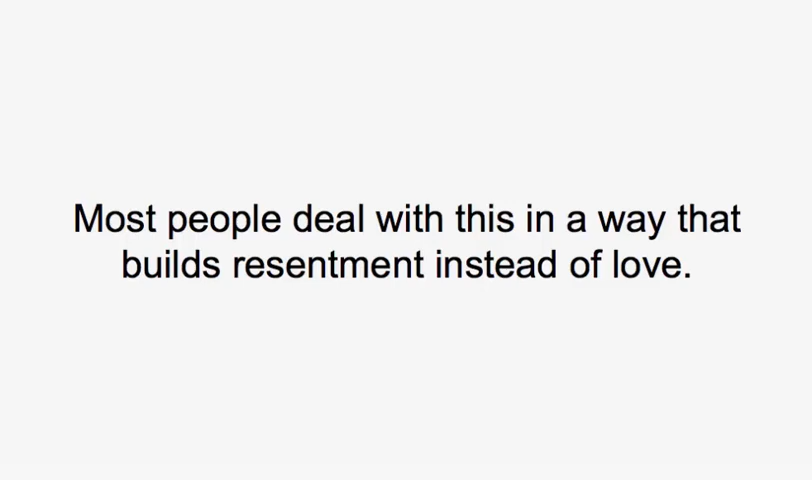 Most people deal with this in a way that
builds resentment instead of love.